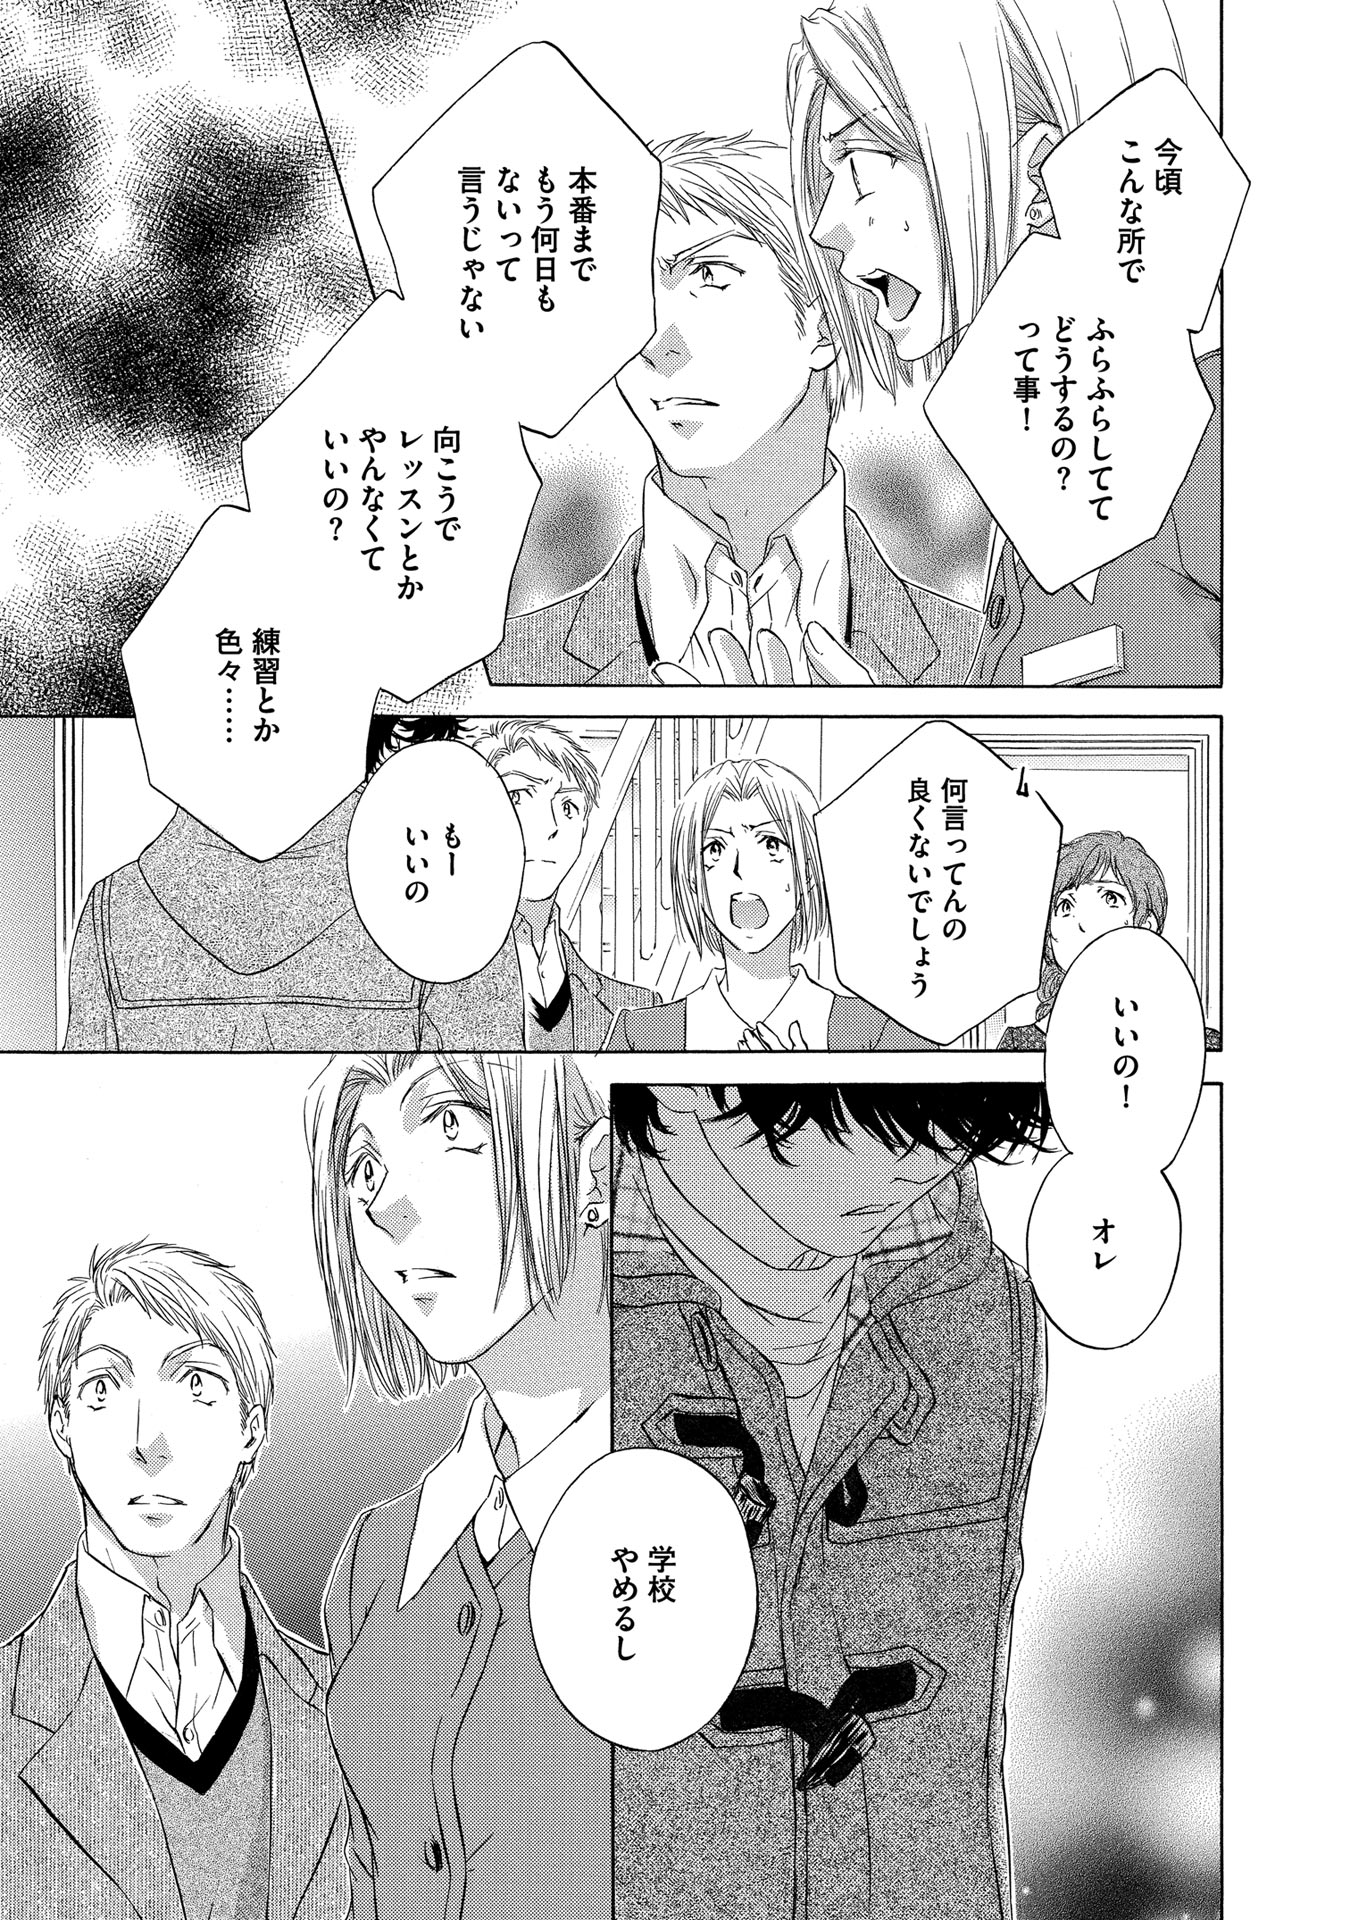 今頃
こんな所で
ふらふらしてて
どうするの？
って事！
本番まで
もう何日も
ないって
言うじゃない
向こうで
レッスンとか
やんなくて
いいの？
練習とか
色々……
もー
いいの
何言ってんの
良くないでしょう
いいの！
オレ
学校
やめるし